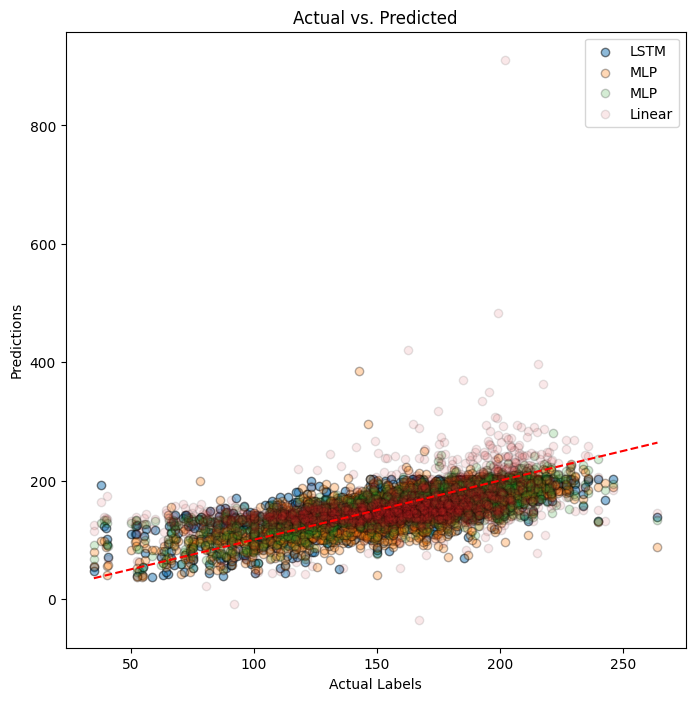 Actual vs. Predicted
LSTM
MLP
MLP
Linear
800
600
400
200
0
Predictions
50
100
150
200
250
Actual Labels